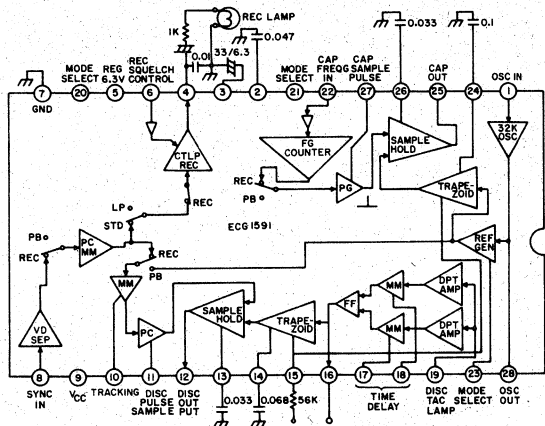 REC LAMP
1K
0.01
33/6.3
0.047
0.033
0.1
MODE SELECT
REG 6.3V
REC SQUELCH CONTROL
MODE SELECT
CAP FREQG IN
CAP SAMPLE PULSE
CAP OUT
OSC IN
7
20
5
6
4
3
2
21
22
27
26
25
24
1
GND
32K OSC
CTLP REC
FG COUNTER
SAMPLE HOLD
REC
PB
PG
TRAPE-ZOID
LP
STD
REC
ECG1591
PB
REC
PC MM
REC
PB
REF GEN
MM
VD SEP
PC
SAMPLE HOLD
TRAPE-ZOID
FF
MM
MM
DPT AMP
DPT AMP
8
9
10
11
12
13
14
15
16
17
18
19
23
28
SYNC IN
VCC
TRACKING
DISC PULSE SAMPLE
DISC OUT PUT
0.033
0.068
56K
TIME DELAY
DISC TAC LAMP
MODE SELECT
OSC OUT